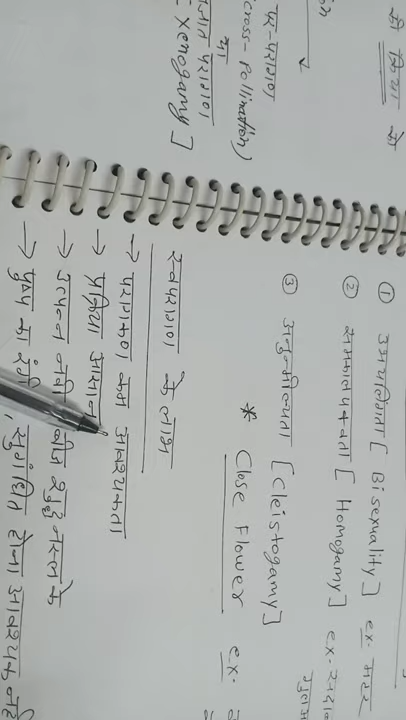 की क्रिया के
पर-परागण
Cross-Pollination)
या
परागण
Xenogamy]
① उभयलिंगता [Bisexuality] ex- मटर
② समकालपक्वता [Homogamy] ex-
③ अनुन्मील्यता [Cleistogamy]
* Close Flower ex-
स्वपरागण के लाभ
→ परागकण कम आवश्यकता
→ प्रक्रिया आसान
→ उत्पन्न बीज शुद्ध नस्ल के
→ पुष्प का रंगी सुगंधित होना आवश्यक